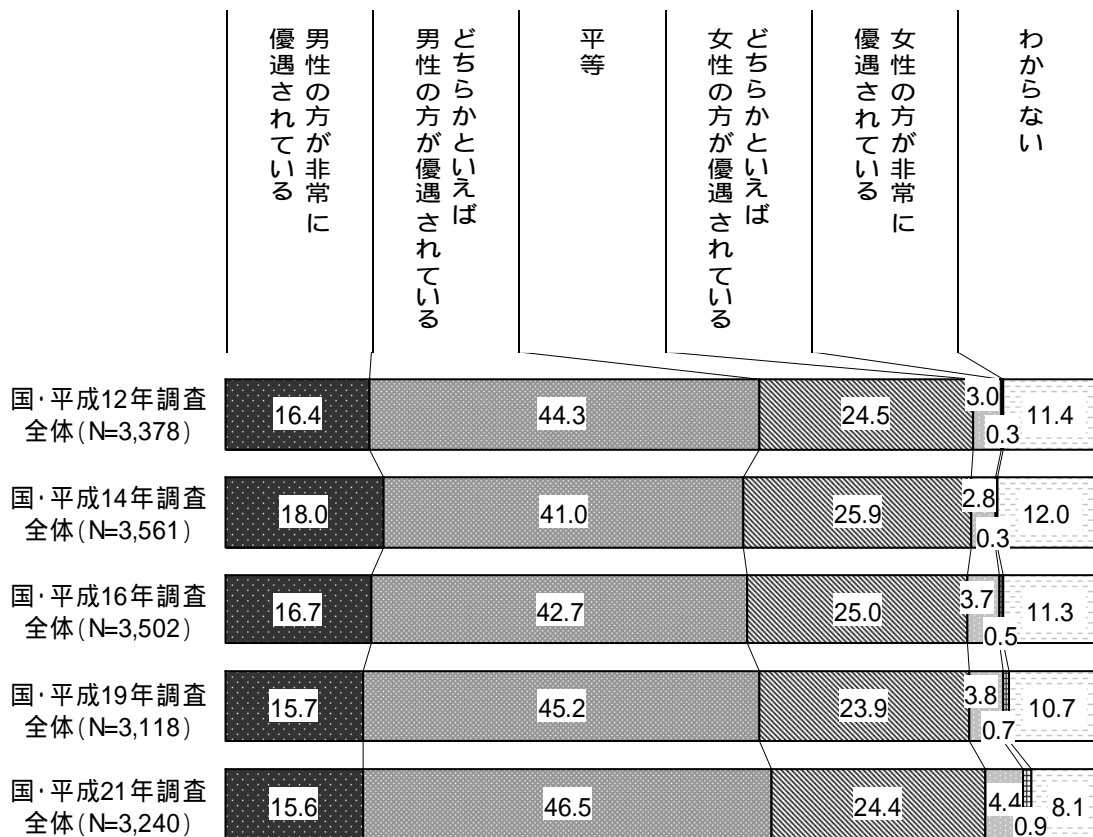 男性の方が非常に
優遇されている
どちらかといえば
男性の方が優遇されている
平等
どちらかといえば
女性の方が優遇されている
女性の方が非常に
優遇されている
わからない
国・平成12年調査
全体(N=3,378)
16.4
44.3
24.5
3.0
0.3
11.4
国・平成14年調査
全体(N=3,561)
18.0
41.0
25.9
2.8
0.3
12.0
国・平成16年調査
全体(N=3,502)
16.7
42.7
25.0
3.7
0.5
11.3
国・平成19年調査
全体(N=3,118)
15.7
45.2
23.9
3.8
0.7
10.7
国・平成21年調査
全体(N=3,240)
15.6
46.5
24.4
4.4
0.9
8.1